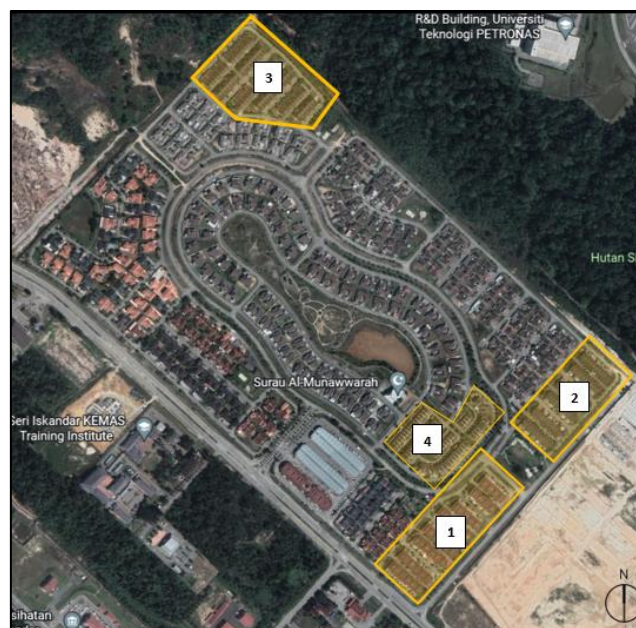 R&D Building, Universiti
Teknologi PETRONAS
3
Hutan S
Surau Al-Munawwarah
2
Seri Iskandar KEMAS
Training Institute
4
1
N
sihatan